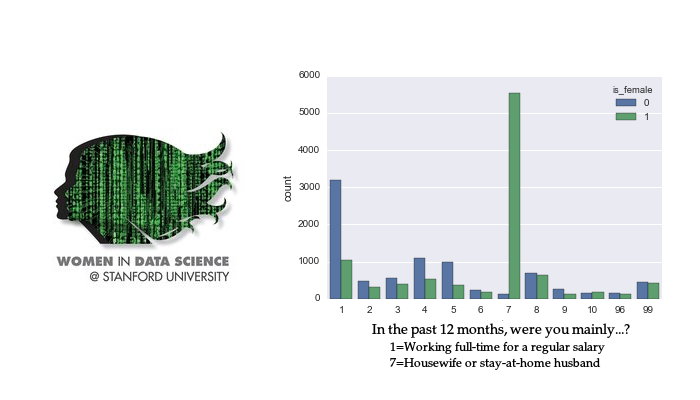 WOMEN IN DATA SCIENCE
@ STANFORD UNIVERSITY
6000
5000
4000
3000
2000
1000
0
count
is_female
0
1
1 2 3 4 5 6 7 8 9 10 96 99
In the past 12 months, were you mainly...?
1=Working full-time for a regular salary
7=Housewife or stay-at-home husband